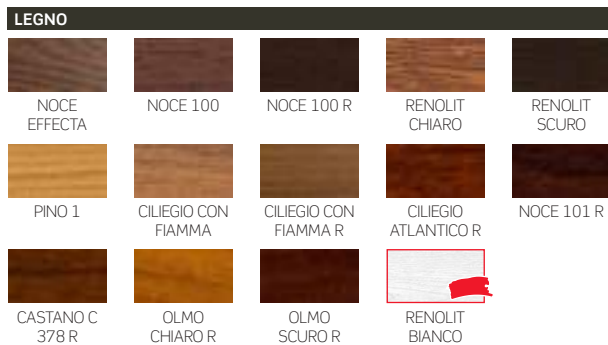 LEGNO
NOCE
EFFECTA
NOCE 100
NOCE 100 R
RENOLIT
CHIARO
RENOLIT
SCURO
PINO 1
CILIEGIO CON
FIAMMA
CILIEGIO CON
FIAMMA R
CILIEGIO
ATLANTICO R
NOCE 101 R
CASTANO C
378 R
OLMO
CHIARO R
OLMO
SCURO R
RENOLIT
BIANCO